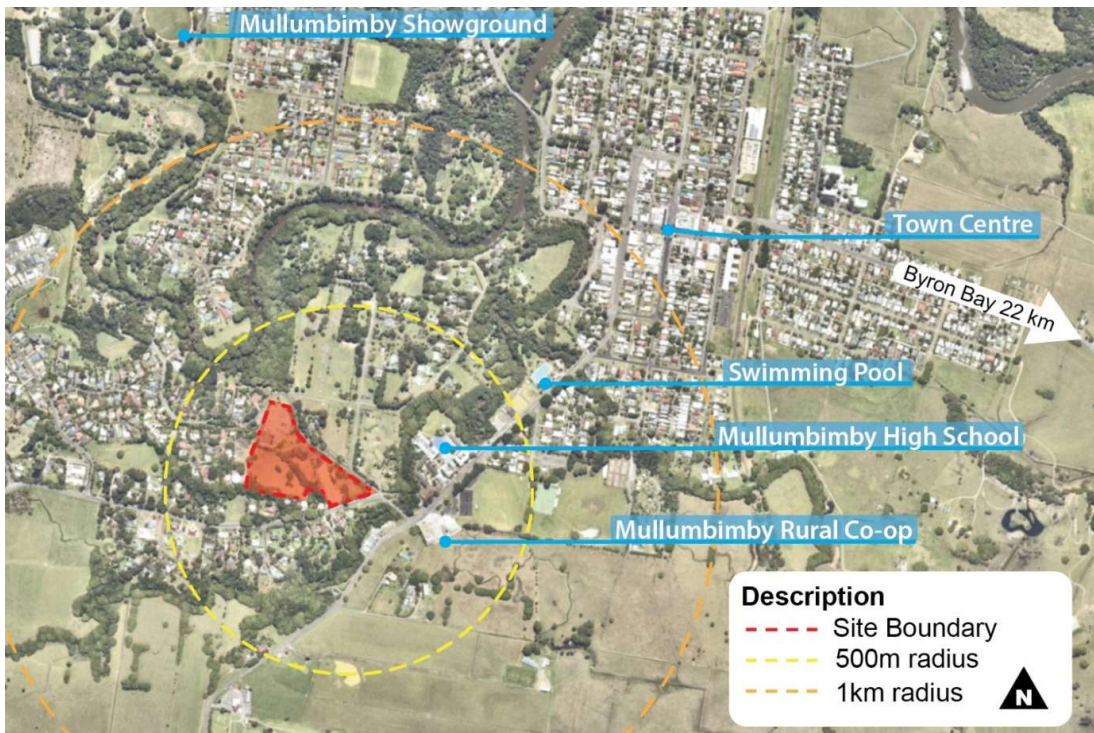 Mullumbimby Showground
Town Centre
Byron Bay 22 km
Swimming Pool
Mullumbimby High School
Mullumbimby Rural Co-op
Description
Site Boundary
500m radius
1km radius
N